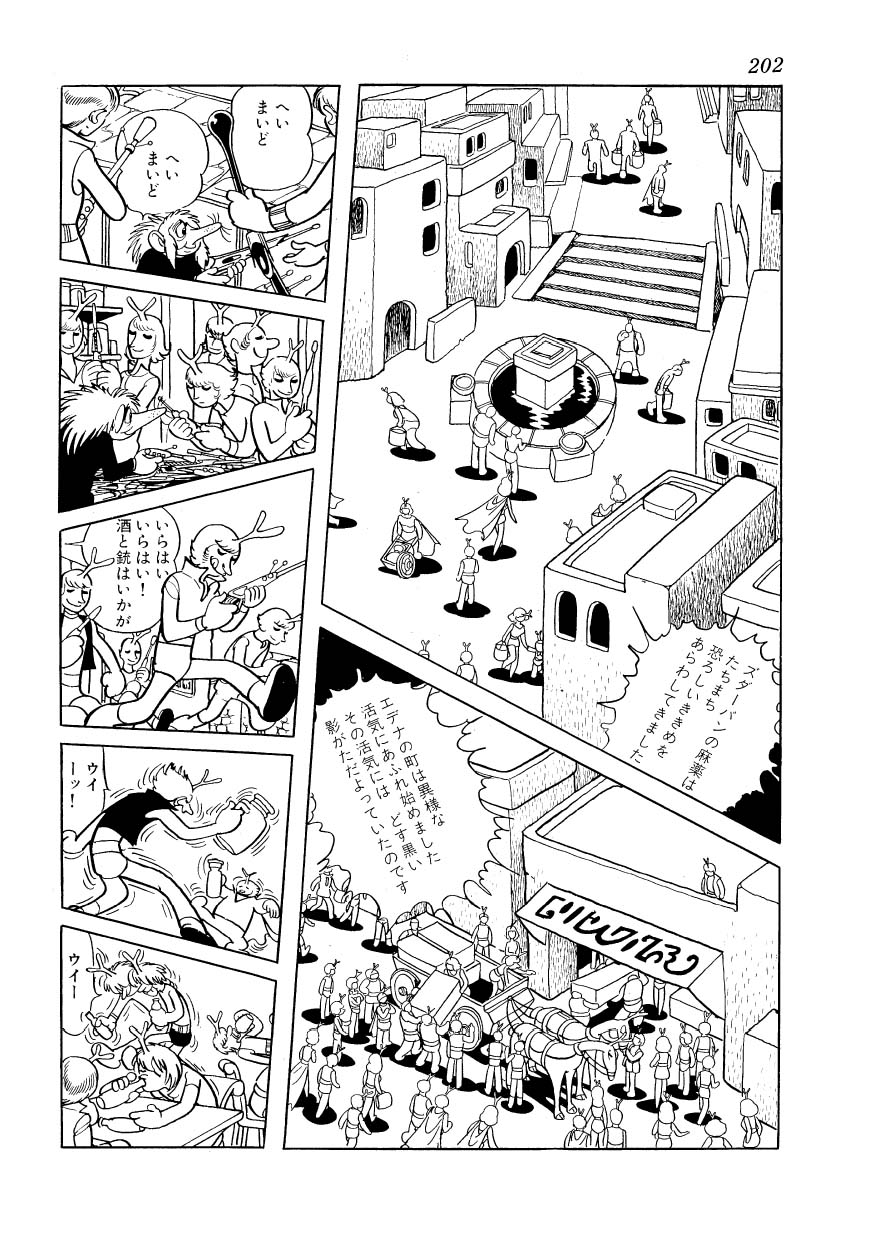 202
ズダーバンの麻薬は
たちまち
恐ろしいききめを
あらわしてきました
エデナの町は異様な
活気にあふれ始めました
その活気には どす黒い
影がただよっていたのです
へい
まいど
へい
まいど
いらはい
いらはい!
酒と銃はいかが
ウイ
ーッ!
ウイー